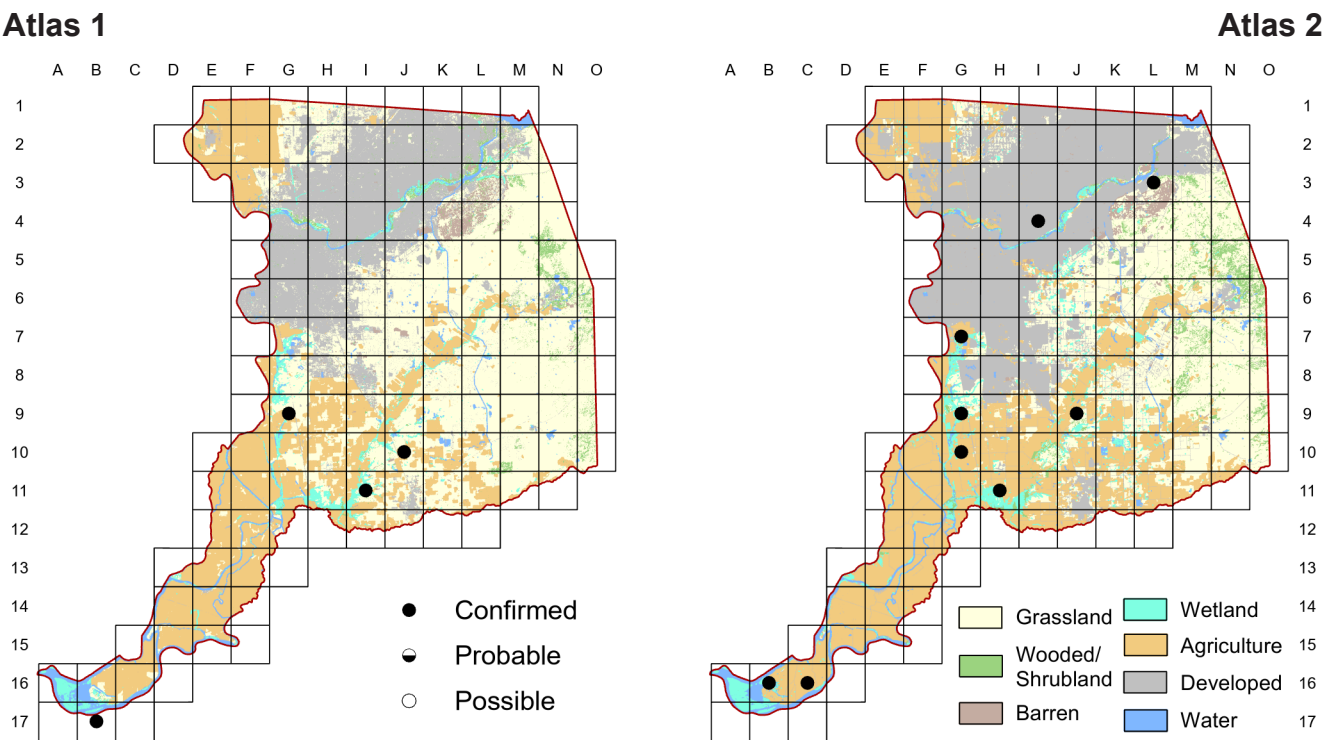 Atlas 1
Atlas 2
A B C D E F G H I J K L M N O
A B C D E F G H I J K L M N O
1
2
3
4
5
6
7
8
9
10
11
12
13
14
15
16
17
Confirmed
Probable
Possible
Grassland
Wooded/
Shrubland
Barren
Wetland
Agriculture
Developed
Water
1
2
3
4
5
6
7
8
9
10
11
12
13
14
15
16
17